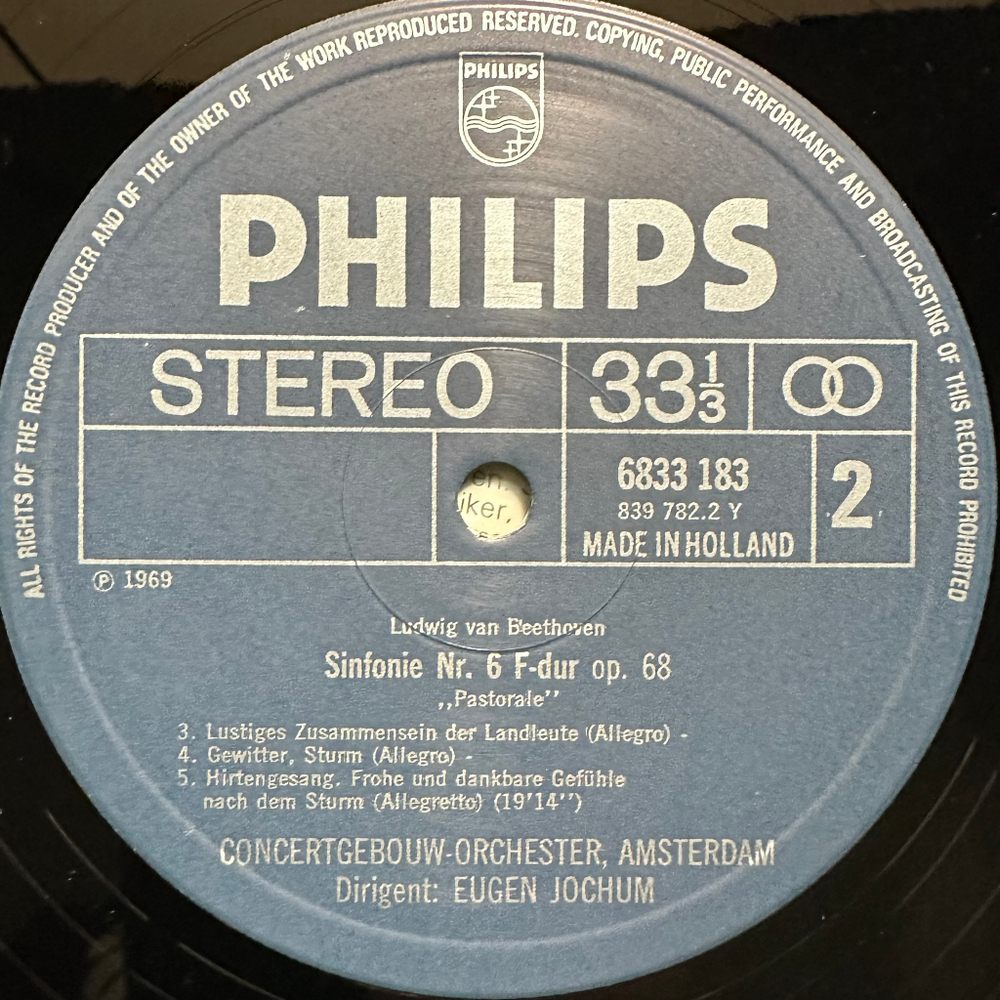 ALL RIGHTS OF THE RECORD PRODUCER AND OF THE OWNER OF THE WORK REPRODUCED RESERVED. COPYING, PUBLIC PERFORMANCE AND BROADCASTING OF THIS RECORD PROHIBITED
PHILIPS
PHILIPS
STEREO 33 1/3
6833 183
839 782.2 Y
MADE IN HOLLAND
2
en.
iker,
℗ 1969
Ludwig van Beethoven
Sinfonie Nr. 6 F-dur op. 68
„Pastorale”
3. Lustiges Zusammensein der Landleute (Allegro) -
4. Gewitter, Sturm (Allegro) -
5. Hirtengesang. Frohe und dankbare Gefühle
nach dem Sturm (Allegretto) (19'14”)
CONCERTGEBOUW-ORCHESTER, AMSTERDAM
Dirigent: EUGEN JOCHUM